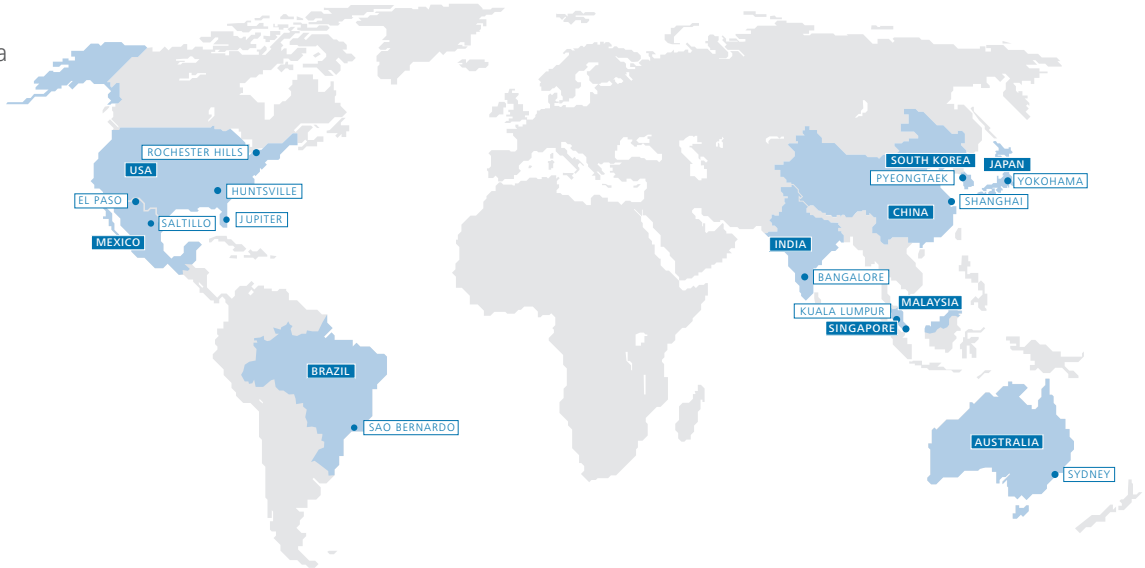 a
ROCHESTER HILLS
USA
HUNTSVILLE
EL PASO
JUPITER
SALTILLO
MEXICO
BRAZIL
SAO BERNARDO
SOUTH KOREA
JAPAN
PYEONGTAEK
YOKOHAMA
SHANGHAI
CHINA
INDIA
BANGALORE
MALAYSIA
KUALA LUMPUR
SINGAPORE
AUSTRALIA
SYDNEY